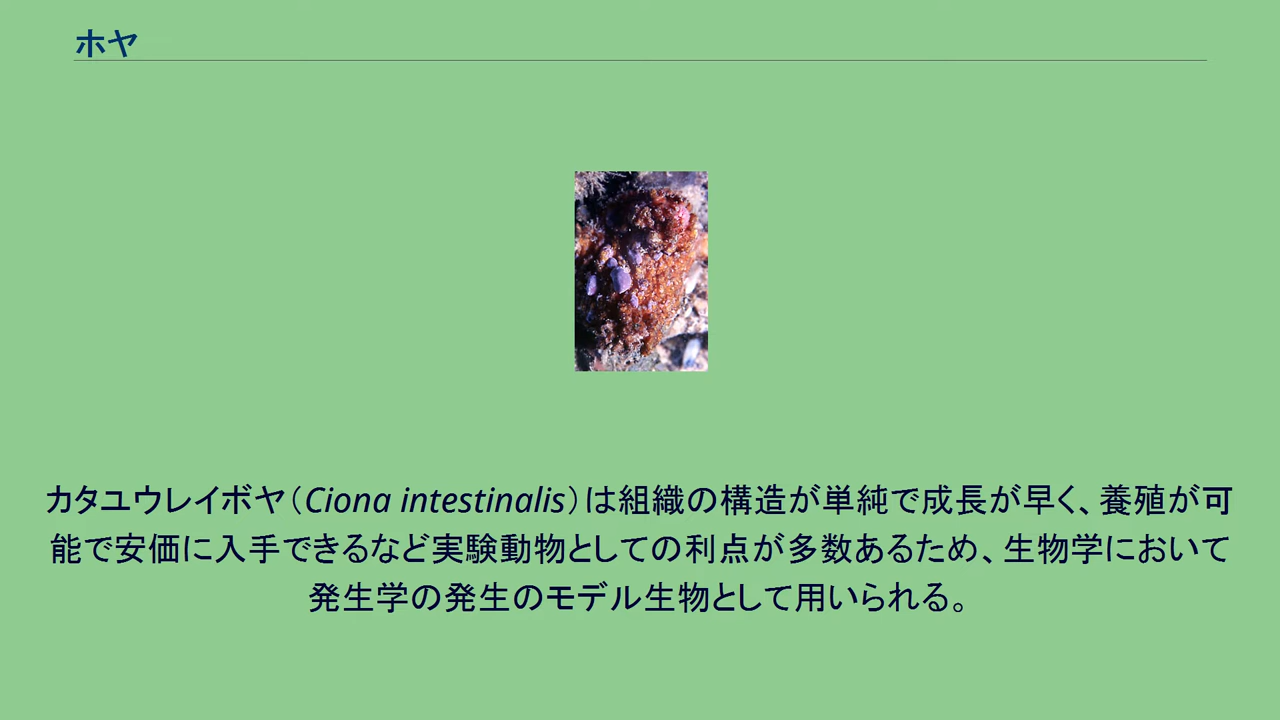 ホヤ
カタユウレイボヤ（Ciona intestinalis）は組織の構造が単純で成長が早く、養殖が可
能で安価に入手できるなど実験動物としての利点が多数あるため、生物学において
発生学の発生のモデル生物として用いられる。